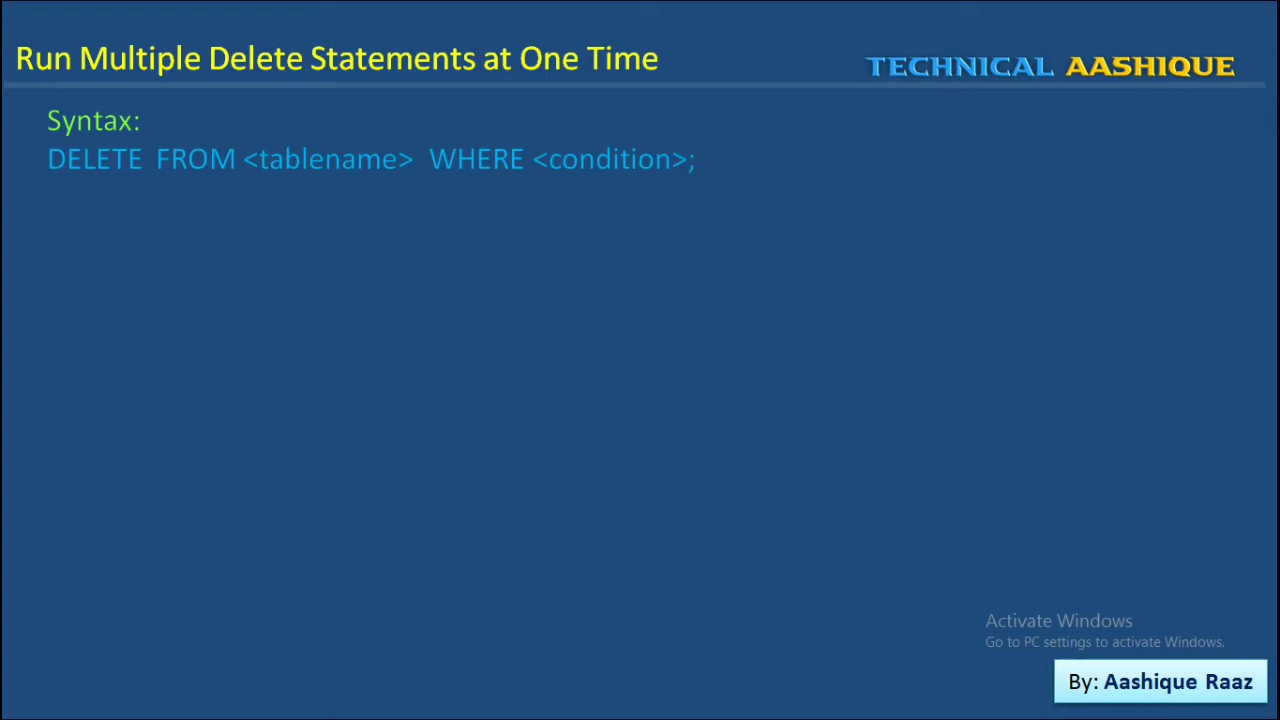 Run Multiple Delete Statements at One Time
TECHNICAL AASHIQUE
Syntax:
DELETE FROM <tablename> WHERE <condition>;
Activate Windows
Go to PC settings to activate Windows.
By: Aashique Raaz